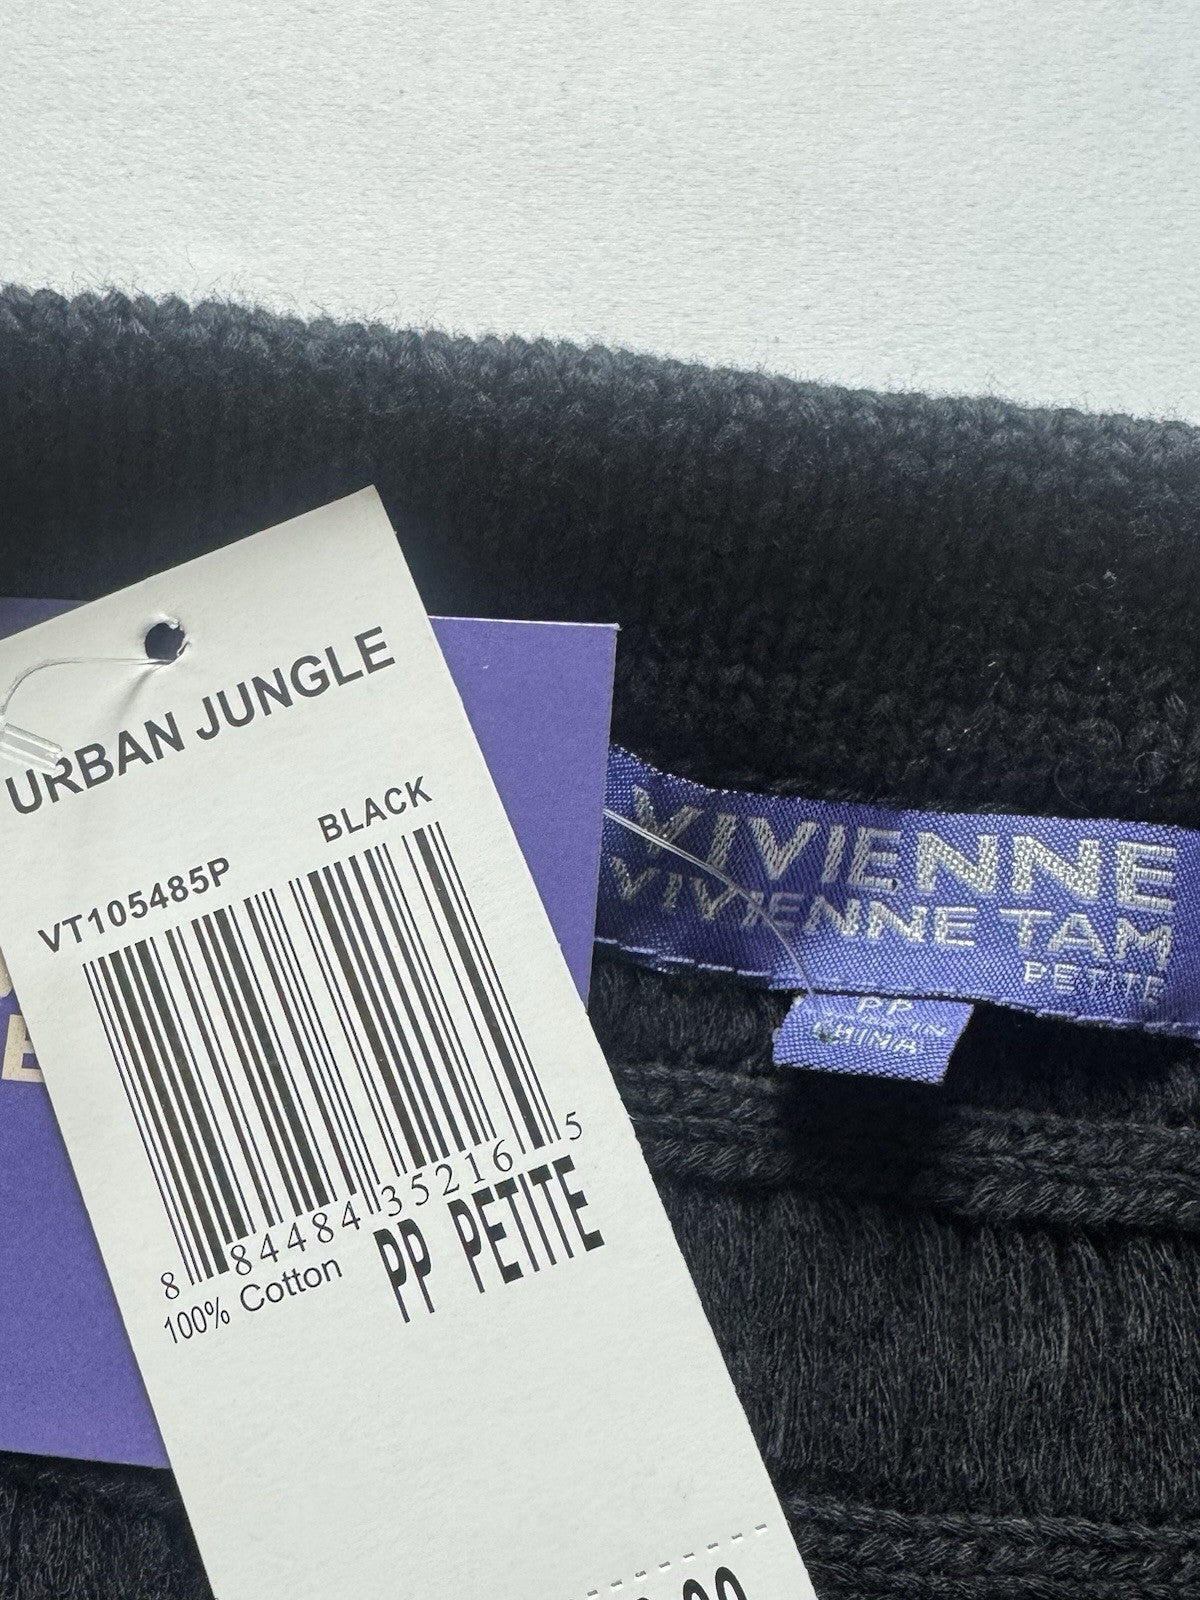 URBAN JUNGLE
BLACK
VT105485P
8 84484 35216 5
100% Cotton
PP PETITE
VIVIENNE
VIVIENNE TAM
PETITE
PP
MADE IN
CHINA
E